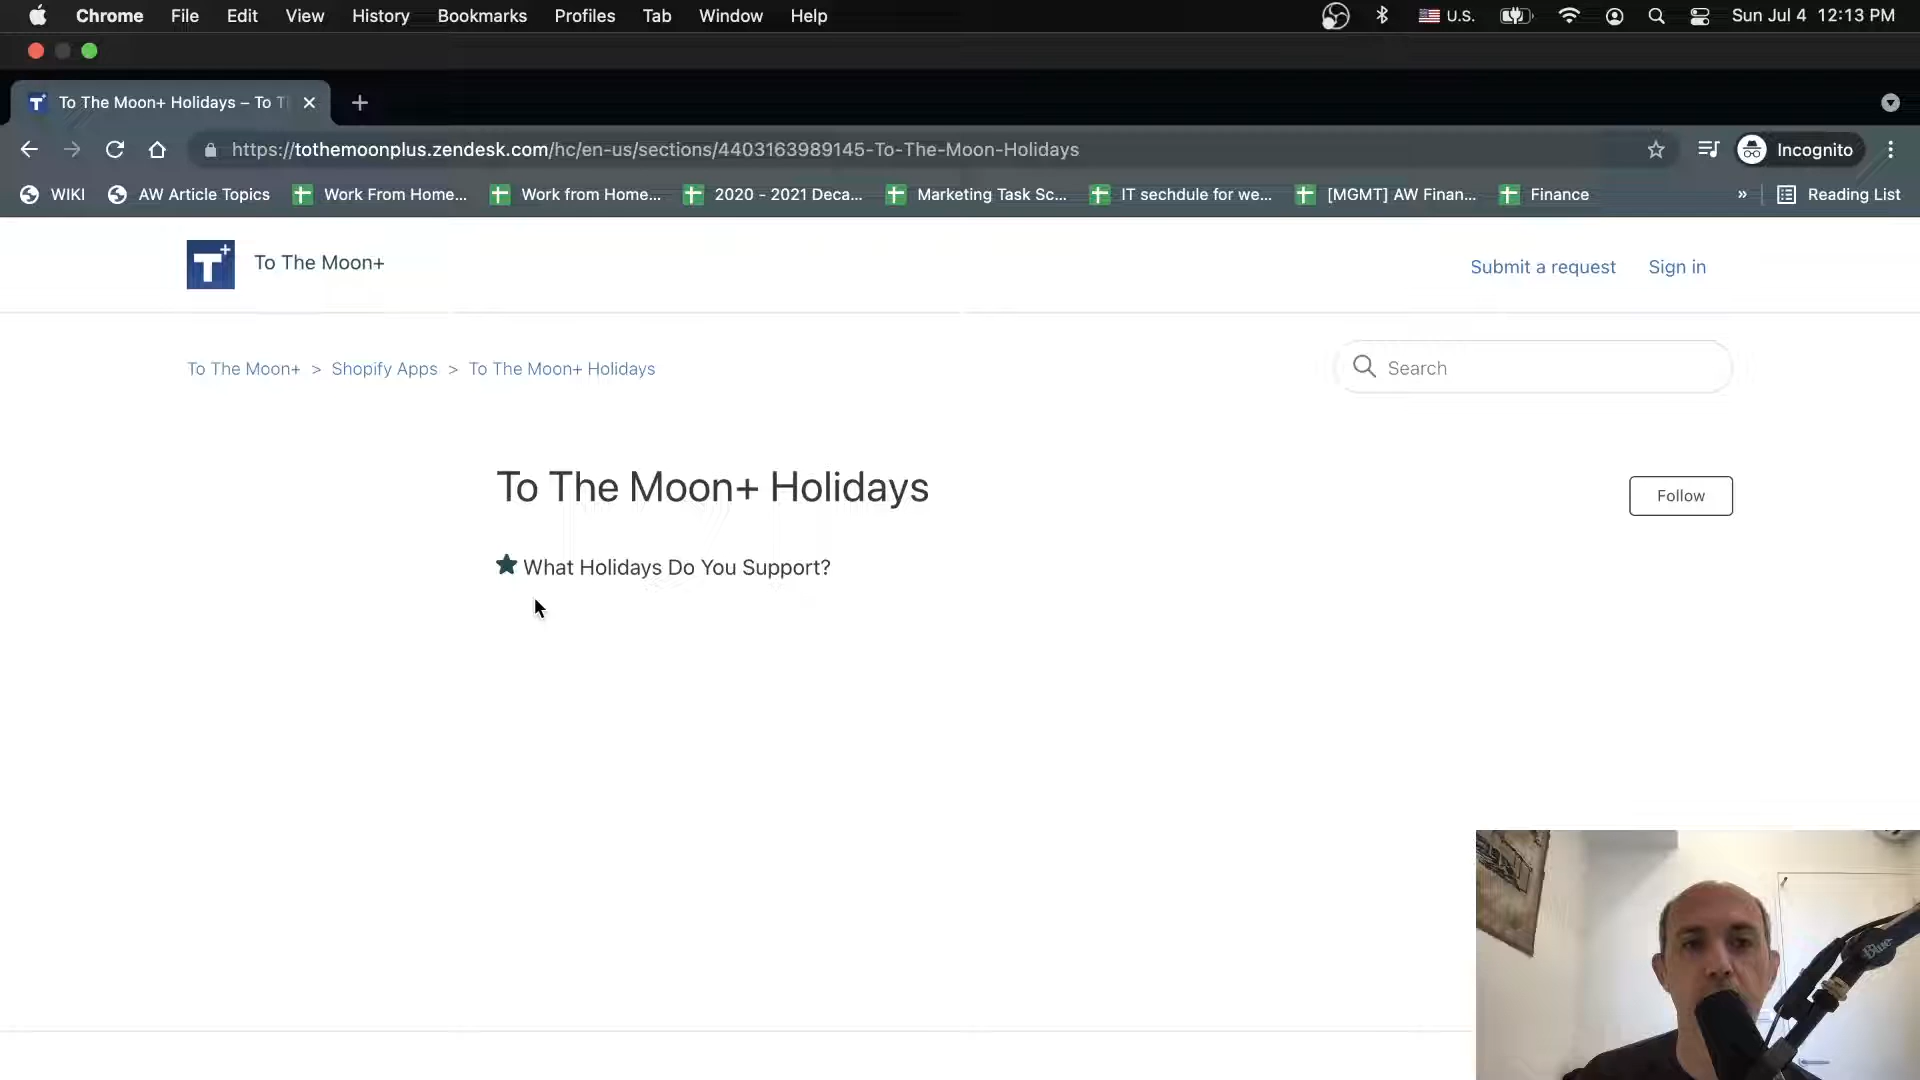 Chrome File Edit View History Bookmarks Profiles Tab Window Help U.S. Sun Jul 4 12:13 PM
To The Moon+ Holidays – To T
https://tothemoonplus.zendesk.com/hc/en-us/sections/4403163989145-To-The-Moon-Holidays Incognito
WIKI AW Article Topics Work From Home... Work from Home... 2020 - 2021 Deca... Marketing Task Sc... IT sechdule for we... [MGMT] AW Finan... Finance » Reading List
T+ To The Moon+ Submit a request Sign in
To The Moon+ > Shopify Apps > To The Moon+ Holidays Search
To The Moon+ Holidays Follow
★ What Holidays Do You Support?
Blue